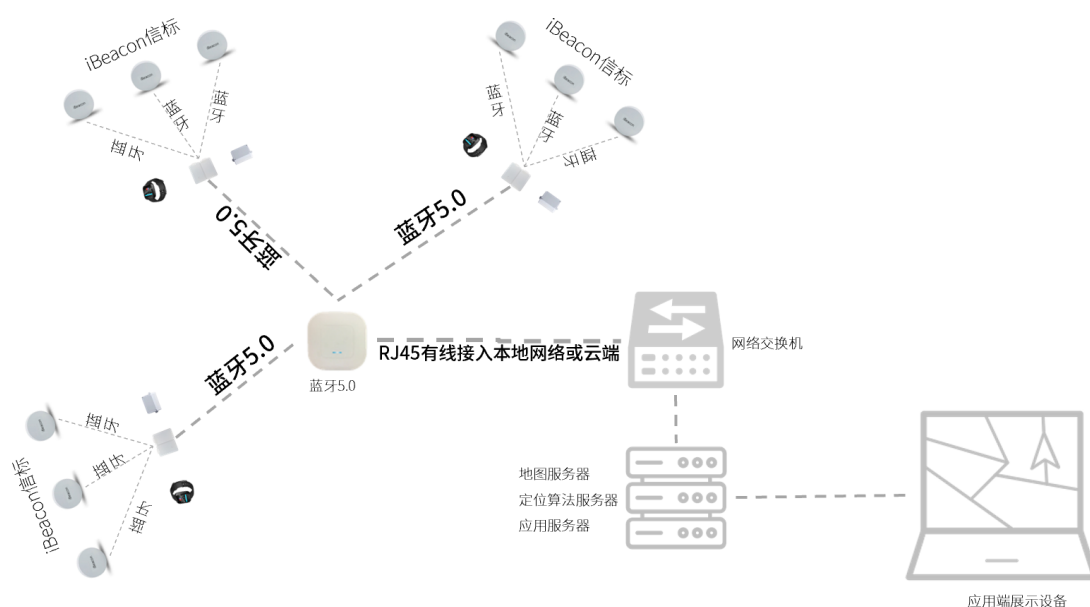 iBeacon信标
蓝牙
蓝牙
蓝牙
iBeacon信标
蓝牙
蓝牙
蓝牙
蓝牙5.0
蓝牙5.0
蓝牙5.0
蓝牙5.0
RJ45有线接入本地网络或云端
网络交换机
iBeacon信标
蓝牙
蓝牙
蓝牙
地图服务器
定位算法服务器
应用服务器
应用端展示设备